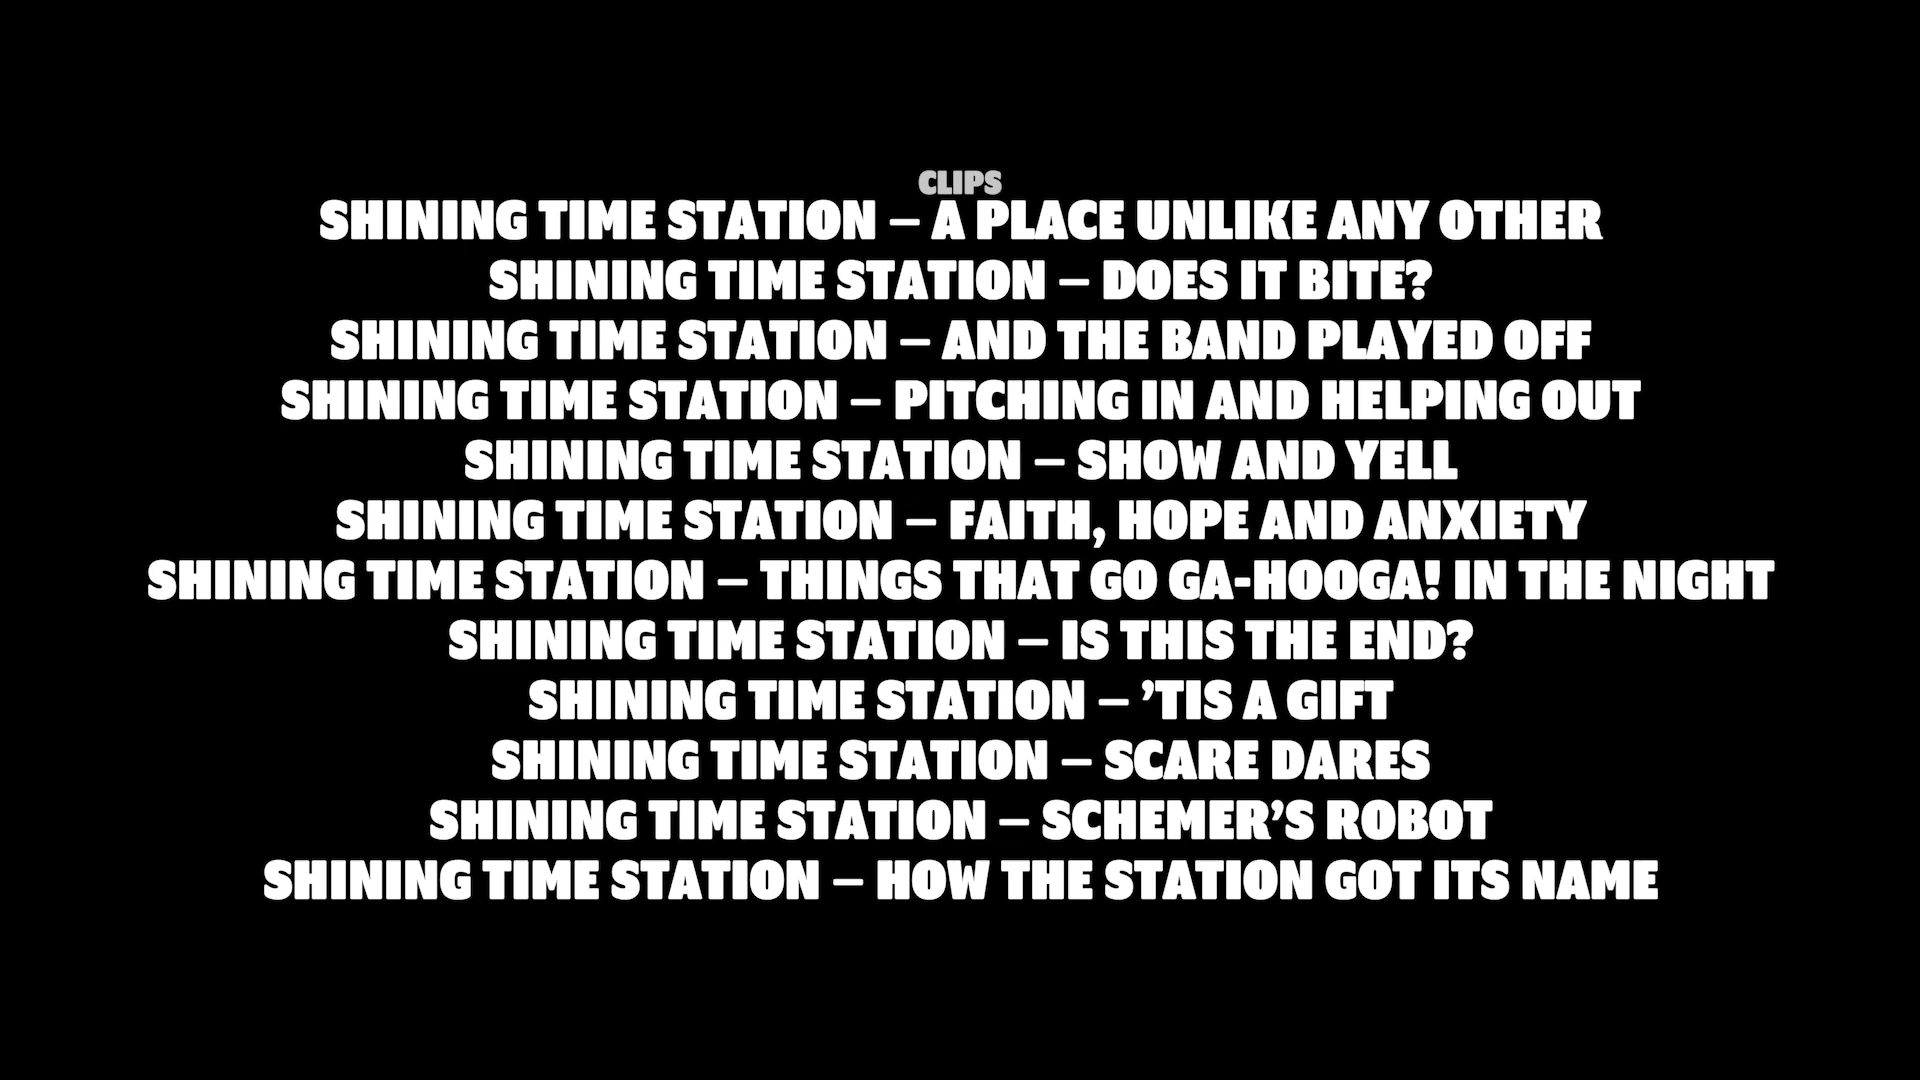 CLIPS
SHINING TIME STATION – A PLACE UNLIKE ANY OTHER
SHINING TIME STATION – DOES IT BITE?
SHINING TIME STATION – AND THE BAND PLAYED OFF
SHINING TIME STATION – PITCHING IN AND HELPING OUT
SHINING TIME STATION – SHOW AND YELL
SHINING TIME STATION – FAITH, HOPE AND ANXIETY
SHINING TIME STATION – THINGS THAT GO GA-HOOGA! IN THE NIGHT
SHINING TIME STATION – IS THIS THE END?
SHINING TIME STATION – ’TIS A GIFT
SHINING TIME STATION – SCARE DARES
SHINING TIME STATION – SCHEMER’S ROBOT
SHINING TIME STATION – HOW THE STATION GOT ITS NAME